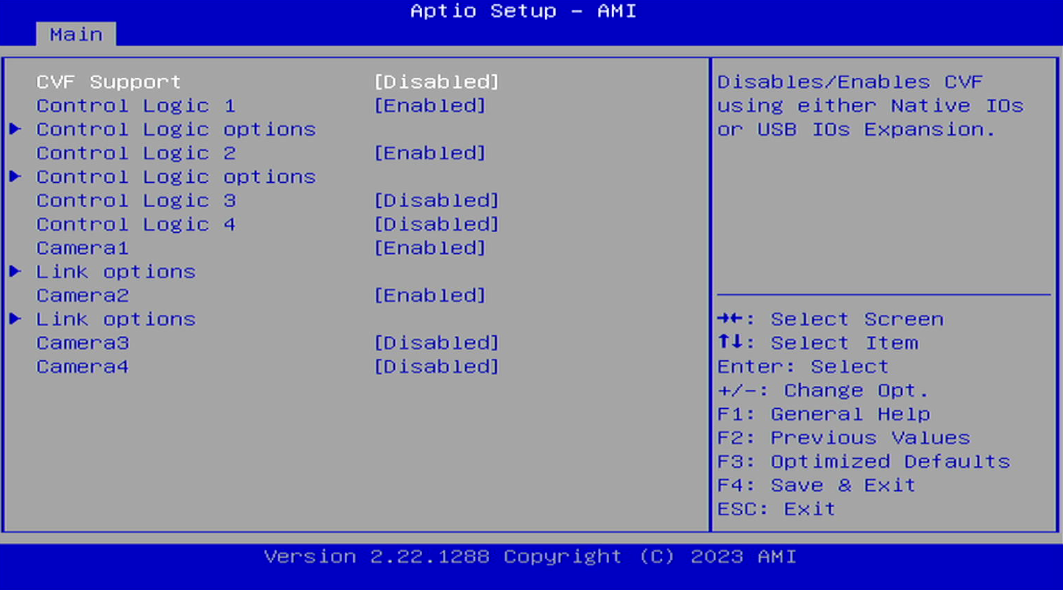 Aptio Setup – AMI
Main
CVF Support [Disabled]
Control Logic 1 [Enabled]
▶ Control Logic options
Control Logic 2 [Enabled]
▶ Control Logic options
Control Logic 3 [Disabled]
Control Logic 4 [Disabled]
Camera1 [Enabled]
▶ Link options
Camera2 [Enabled]
▶ Link options
Camera3 [Disabled]
Camera4 [Disabled]
Disables/Enables CVF
using either Native IOs
or USB IOs Expansion.
→←: Select Screen
↑↓: Select Item
Enter: Select
+/-: Change Opt.
F1: General Help
F2: Previous Values
F3: Optimized Defaults
F4: Save & Exit
ESC: Exit
Version 2.22.1288 Copyright (C) 2023 AMI